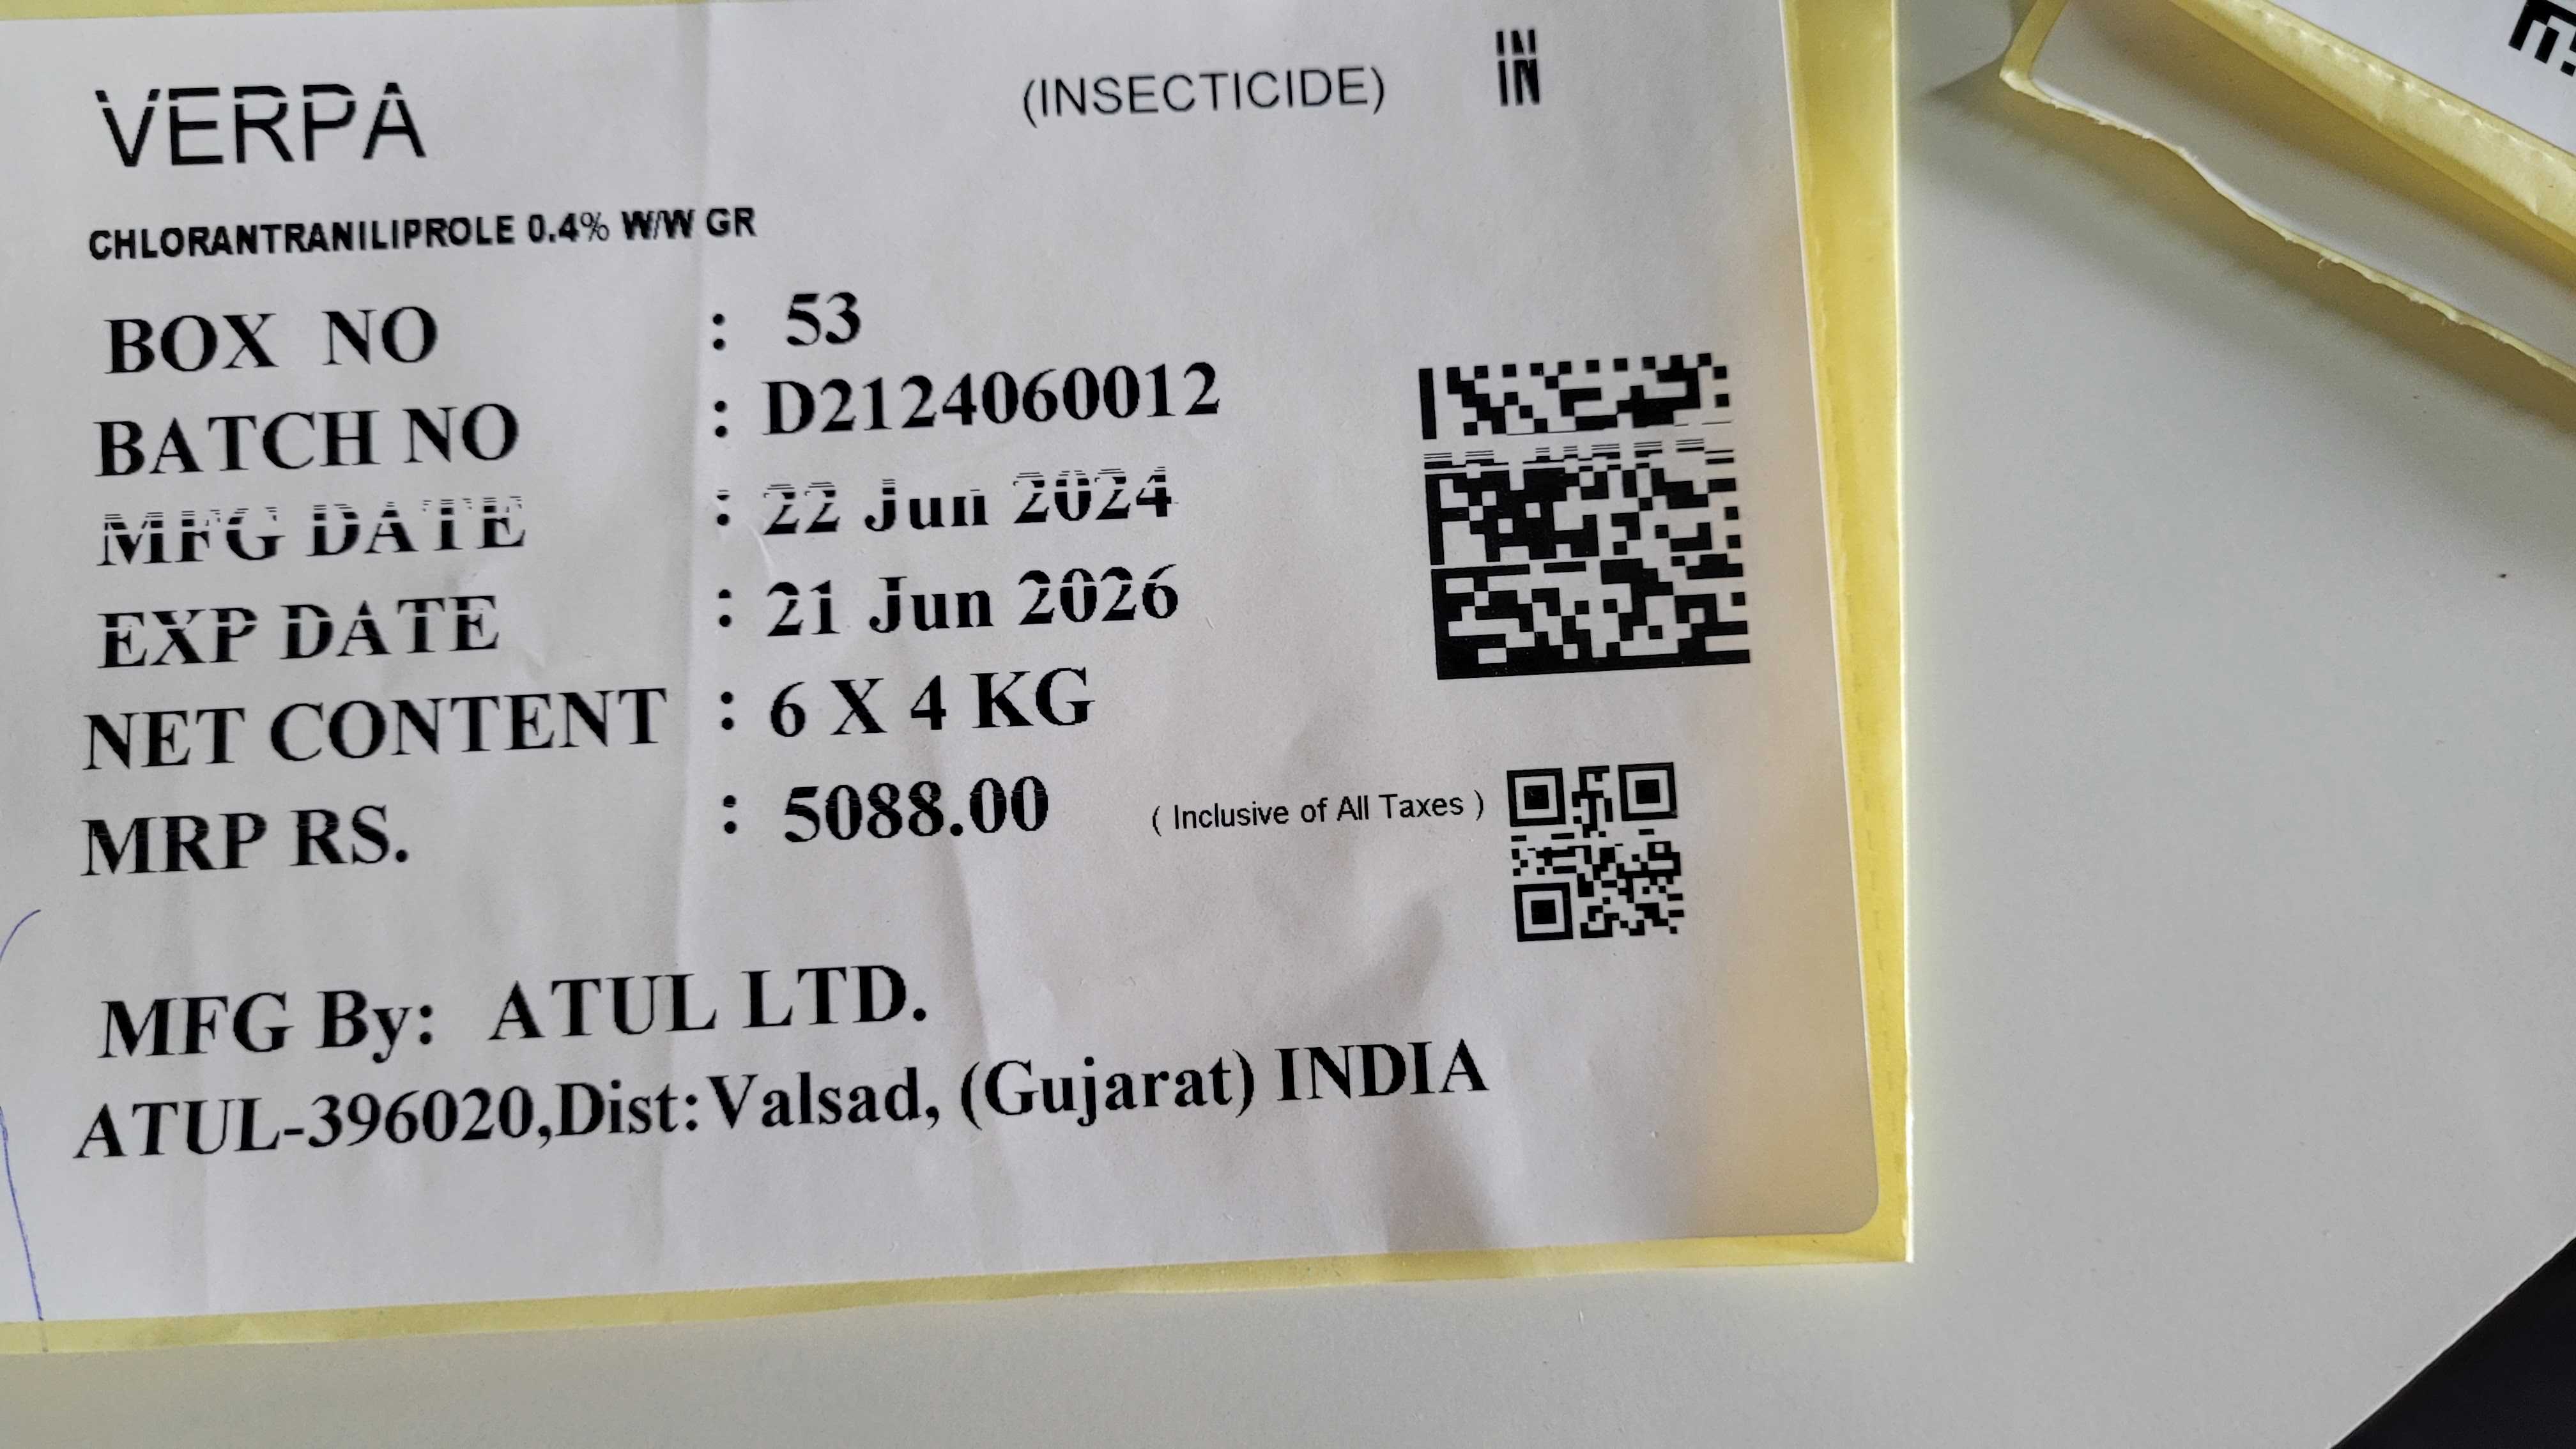 VERPA (INSECTICIDE) IN
CHLORANTRANILIPROLE 0.4% W/W GR
BOX NO : 53
BATCH NO : D2124060012
MFG DATE : 22 Jun 2024
EXP DATE : 21 Jun 2026
NET CONTENT : 6 X 4 KG
MRP RS. : 5088.00 ( Inclusive of All Taxes )
MFG By: ATUL LTD.
ATUL-396020,Dist:Valsad, (Gujarat) INDIA